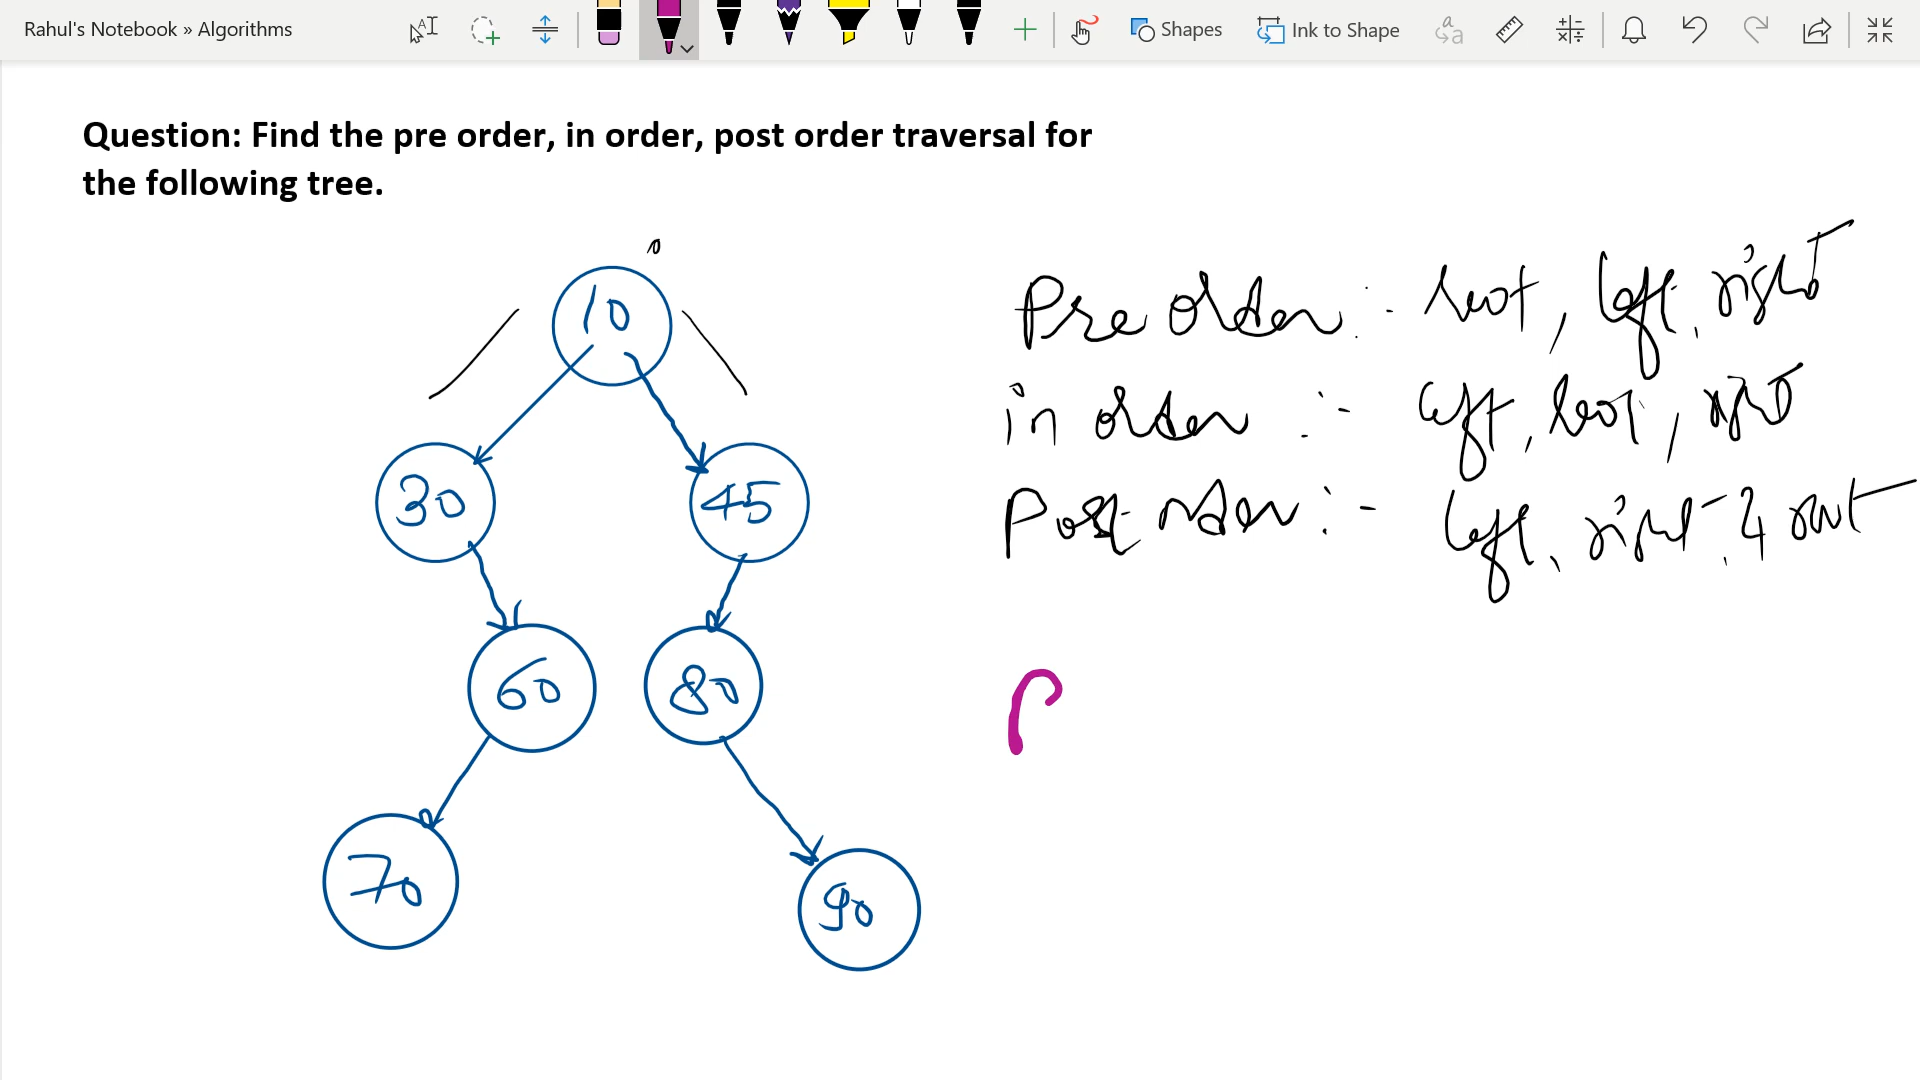 Rahul's Notebook » Algorithms
Shapes
Ink to Shape
Question: Find the pre order, in order, post order traversal for
the following tree.
10
30
45
60
80
70
90
Pre order :- root, left, right
in order :- left, root, right
Post order :- left, right, & root